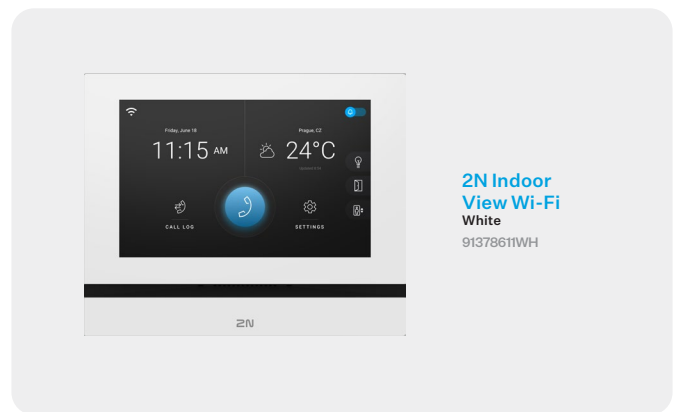 Friday, June 18
11:15 AM
Prague, CZ
24°C
CALL LOG
SETTINGS
2N
2N Indoor
View Wi-Fi
White
91378611WH